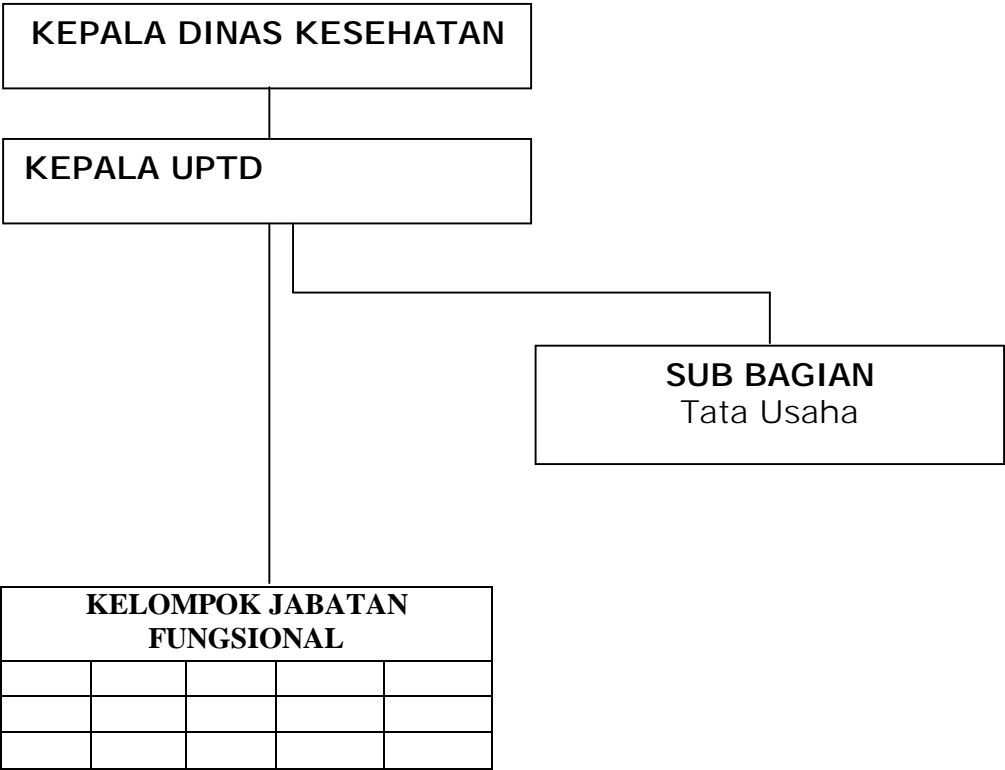 KEPALA DINAS KESEHATAN
KEPALA UPTD
SUB BAGIAN
Tata Usaha
KELOMPOK JABATAN
FUNGSIONAL